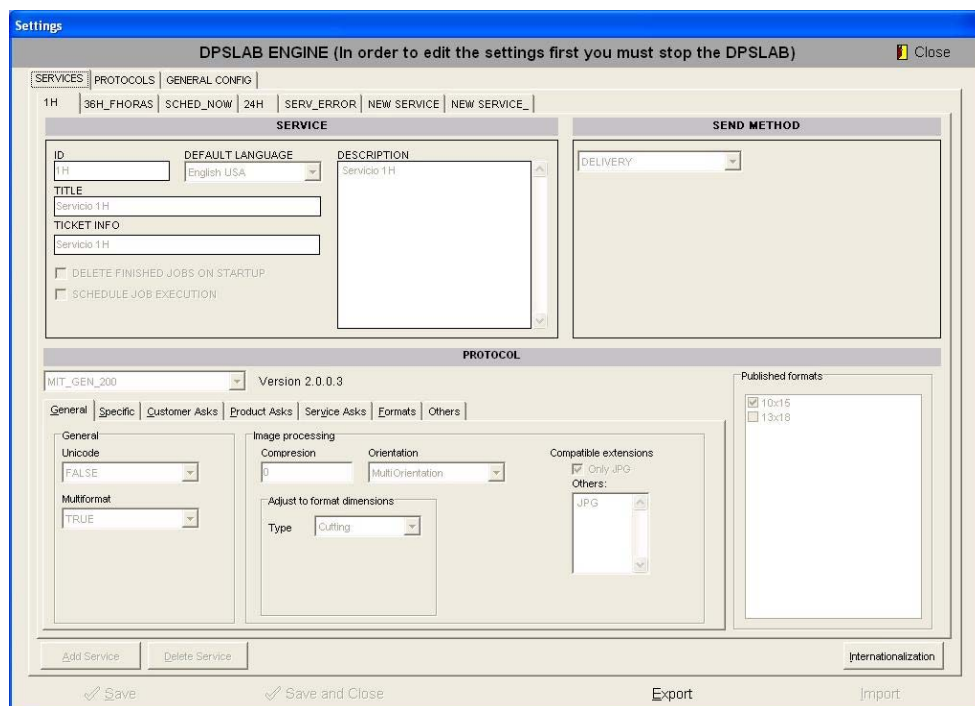 Settings
DPSLAB ENGINE (In order to edit the settings first you must stop the DPSLAB) Close
SERVICES PROTOCOLS GENERAL CONFIG
1H 36H_FHORAS SCHED_NOW 24H SERV_ERROR NEW SERVICE NEW SERVICE_
SERVICE SEND METHOD
ID DEFAULT LANGUAGE DESCRIPTION
1H English USA Servicio 1H DELIVERY
TITLE
Servicio 1H
TICKET INFO
Servicio 1H
DELETE FINISHED JOBS ON STARTUP
SCHEDULE JOB EXECUTION
PROTOCOL
MIT_GEN_200 Version 2.0.0.3 Published formats
General Specific Customer Asks Product Asks Service Asks Formats Others 10x15
13x18
General Image processing
Unicode Compresion Orientation Compatible extensions
FALSE 0 MultiOrientation Only JPG
Others:
Multiformat Adjust to format dimensions JPG
TRUE Type Cutting
Add Service Delete Service Internationalization
Save Save and Close Export Import